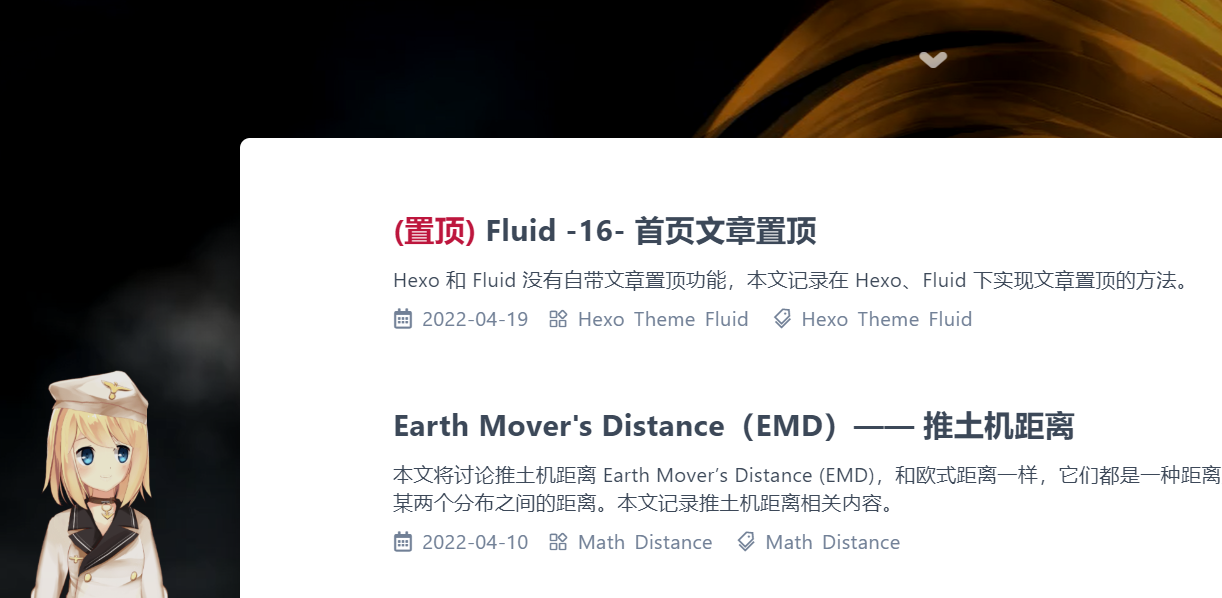 (置顶) Fluid -16- 首页文章置顶
Hexo 和 Fluid 没有自带文章置顶功能，本文记录在 Hexo、Fluid 下实现文章置顶的方法。
2022-04-19 Hexo Theme Fluid Hexo Theme Fluid
Earth Mover's Distance（EMD）—— 推土机距离
本文将讨论推土机距离 Earth Mover’s Distance (EMD)，和欧式距离一样，它们都是一种距离
某两个分布之间的距离。本文记录推土机距离相关内容。
2022-04-10 Math Distance Math Distance